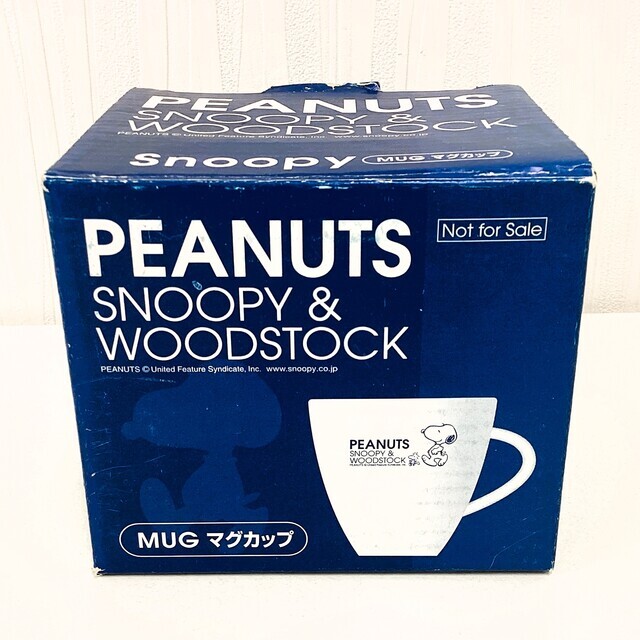 PEANUTS
SNOOPY &
WOODSTOCK
PEANUTS © United Feature Syndicate, Inc. www.snoopy.co.jp
snoopy MUG マグカップ
PEANUTS
SNOOPY &
WOODSTOCK
PEANUTS © United Feature Syndicate, Inc. www.snoopy.co.jp
Not for Sale
PEANUTS
SNOOPY &
WOODSTOCK
MUG マグカップ